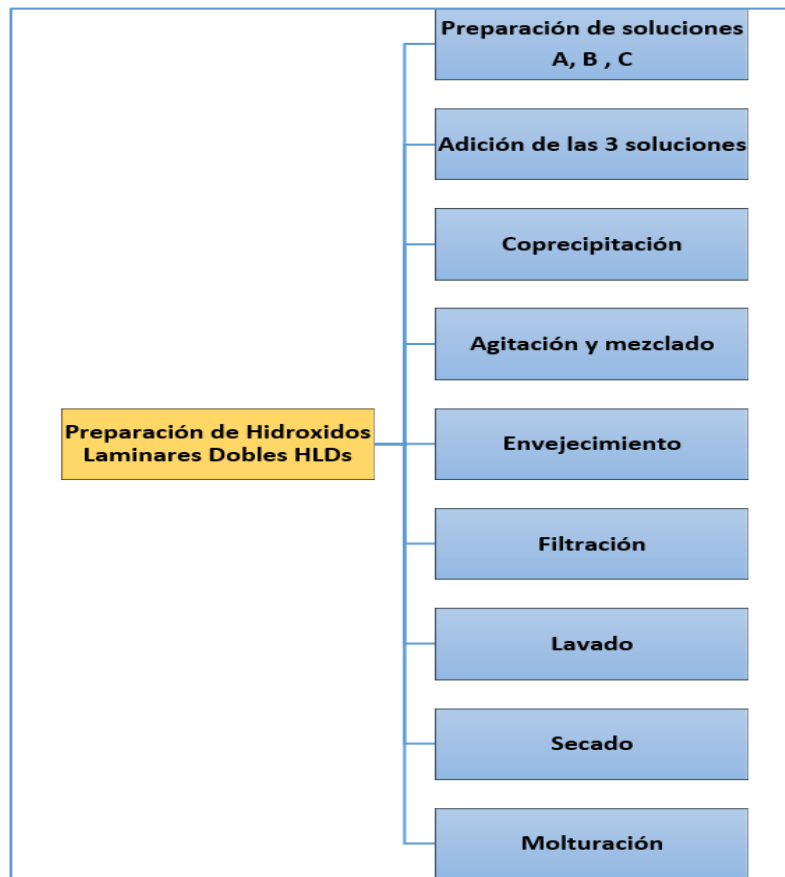 Preparación de soluciones
A, B , C
Adición de las 3 soluciones
Coprecipitación
Agitación y mezclado
Preparación de Hidroxidos
Laminares Dobles HLDs
Envejecimiento
Filtración
Lavado
Secado
Molturación